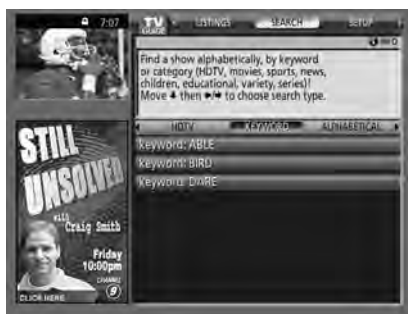 7:07
TV GUIDE LISTINGS SEARCH SETUP
Find a show alphabetically, by keyword
or category (HDTV, movies, sports, news,
children, educational, variety, series)!
Move ↓ then ←/→ to choose search type.
HDTV KEYWORD ALPHABETICAL
keyword: ABLE
keyword: BIRD
keyword: DARE
STILL
UNSOLVED
with
Craig Smith
Friday
10:00pm
CHANNEL
9
CLICK HERE